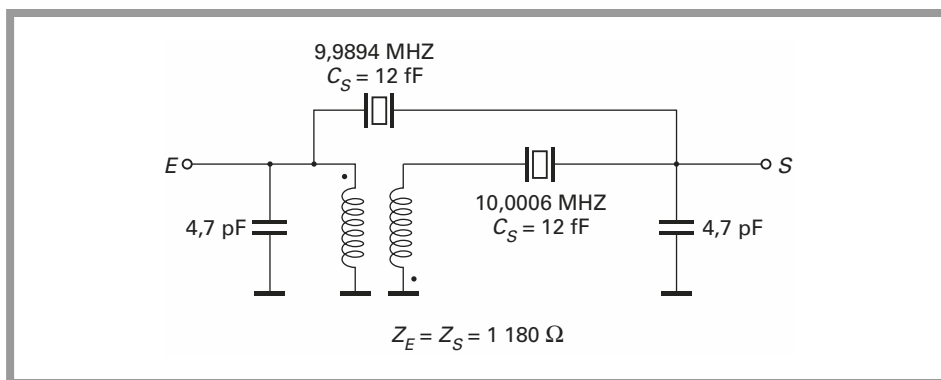 9,9894 MHZ
C_S = 12 fF
E
S
10,0006 MHZ
C_S = 12 fF
4,7 pF
4,7 pF
Z_E = Z_S = 1 180 Ω